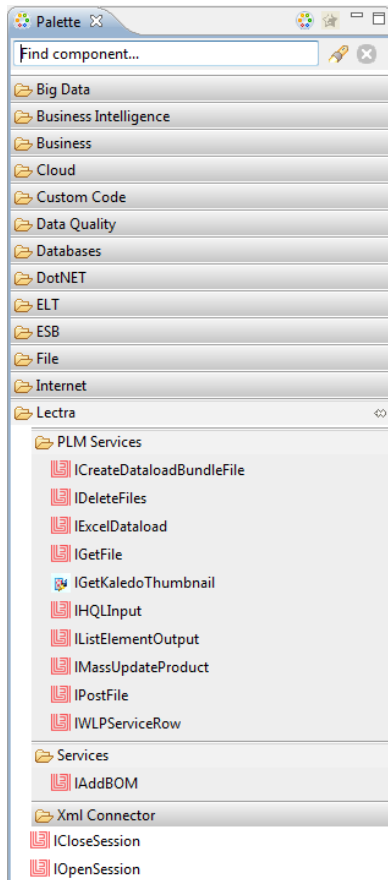 Palette
Find component...
Big Data
Business Intelligence
Business
Cloud
Custom Code
Data Quality
Databases
DotNET
ELT
ESB
File
Internet
Lectra
PLM Services
lCreateDataloadBundleFile
lDeleteFiles
lExcelDataload
lGetFile
lGetKaledoThumbnail
lHQLInput
lListElementOutput
lMassUpdateProduct
lPostFile
lWLPServiceRow
Services
lAddBOM
Xml Connector
lCloseSession
lOpenSession